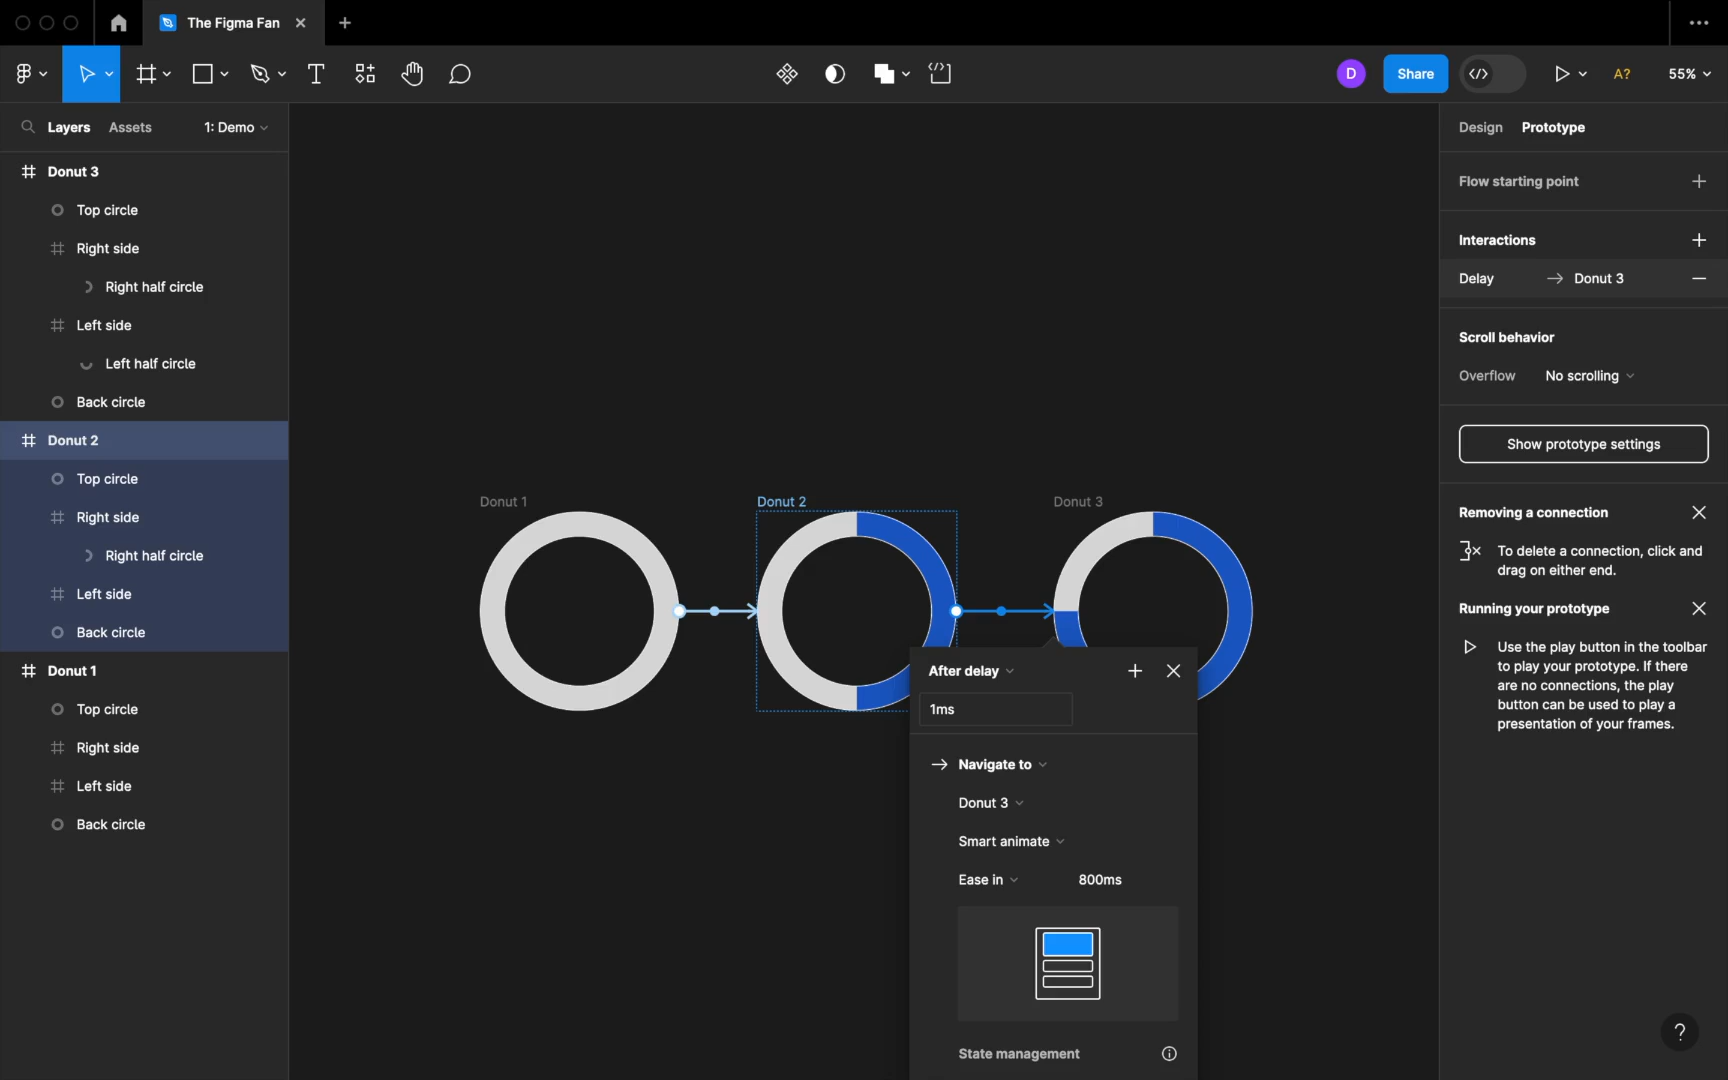 The Figma Fan
D
Share
A?
55%
Layers
Assets
1: Demo
Donut 3
Top circle
Right side
Right half circle
Left side
Left half circle
Back circle
Donut 2
Top circle
Right side
Right half circle
Left side
Back circle
Donut 1
Top circle
Right side
Left side
Back circle
Donut 1
Donut 2
Donut 3
After delay
1ms
Navigate to
Donut 3
Smart animate
Ease in
800ms
State management
Design
Prototype
Flow starting point
Interactions
Delay
Donut 3
Scroll behavior
Overflow
No scrolling
Show prototype settings
Removing a connection
To delete a connection, click and
drag on either end.
Running your prototype
Use the play button in the toolbar
to play your prototype. If there
are no connections, the play
button can be used to play a
presentation of your frames.
?